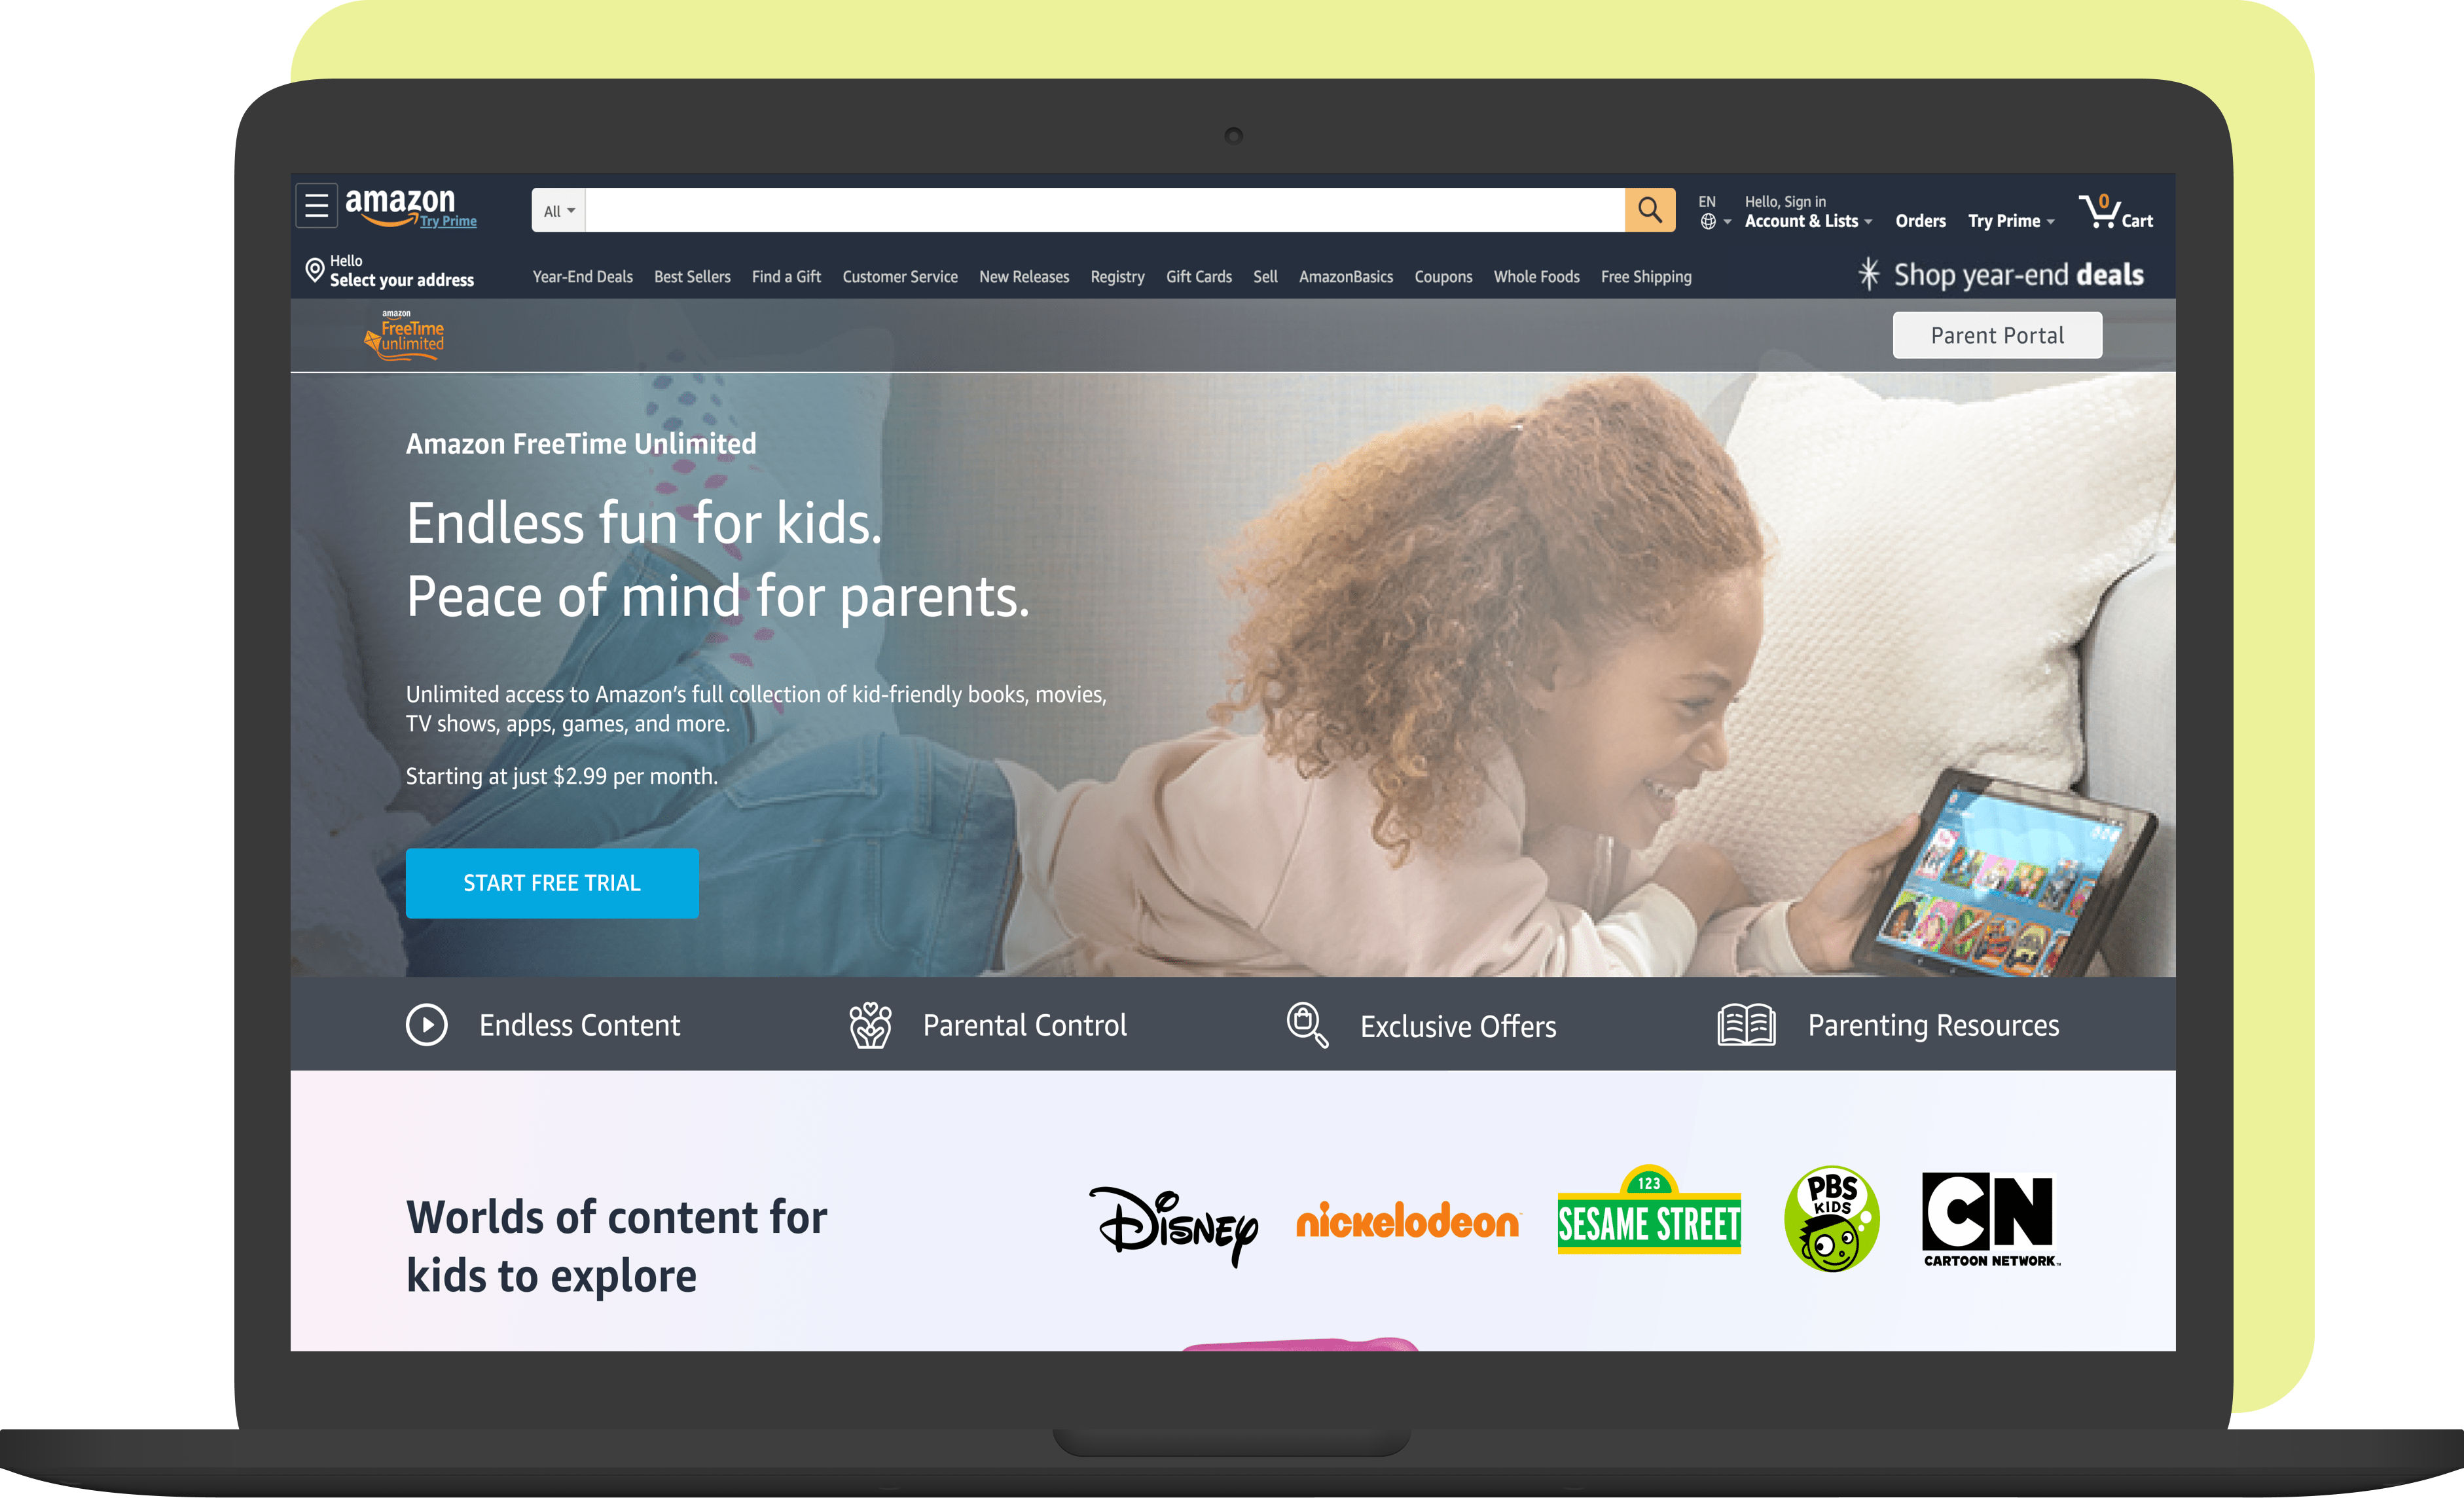 amazon
Try Prime
All
EN
Hello, Sign in
Account & Lists
Orders
Try Prime
0
Cart
Hello
Select your address
Year-End Deals
Best Sellers
Find a Gift
Customer Service
New Releases
Registry
Gift Cards
Sell
AmazonBasics
Coupons
Whole Foods
Free Shipping
Shop year-end deals
amazon
FreeTime
unlimited
Parent Portal
Amazon FreeTime Unlimited
Endless fun for kids.
Peace of mind for parents.
Unlimited access to Amazon’s full collection of kid-friendly books, movies,
TV shows, apps, games, and more.
Starting at just $2.99 per month.
START FREE TRIAL
Endless Content
Parental Control
Exclusive Offers
Parenting Resources
Worlds of content for
kids to explore
Disney
nickelodeon
123
SESAME STREET
PBS
KIDS
CN
CARTOON NETWORK